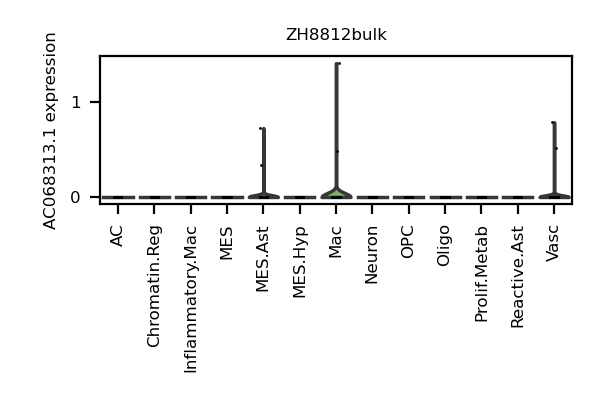 ZH8812bulk
AC068313.1 expression
1
0
AC
Chromatin.Reg
Inflammatory.Mac
MES
MES.Ast
MES.Hyp
Mac
Neuron
OPC
Oligo
Prolif.Metab
Reactive.Ast
Vasc